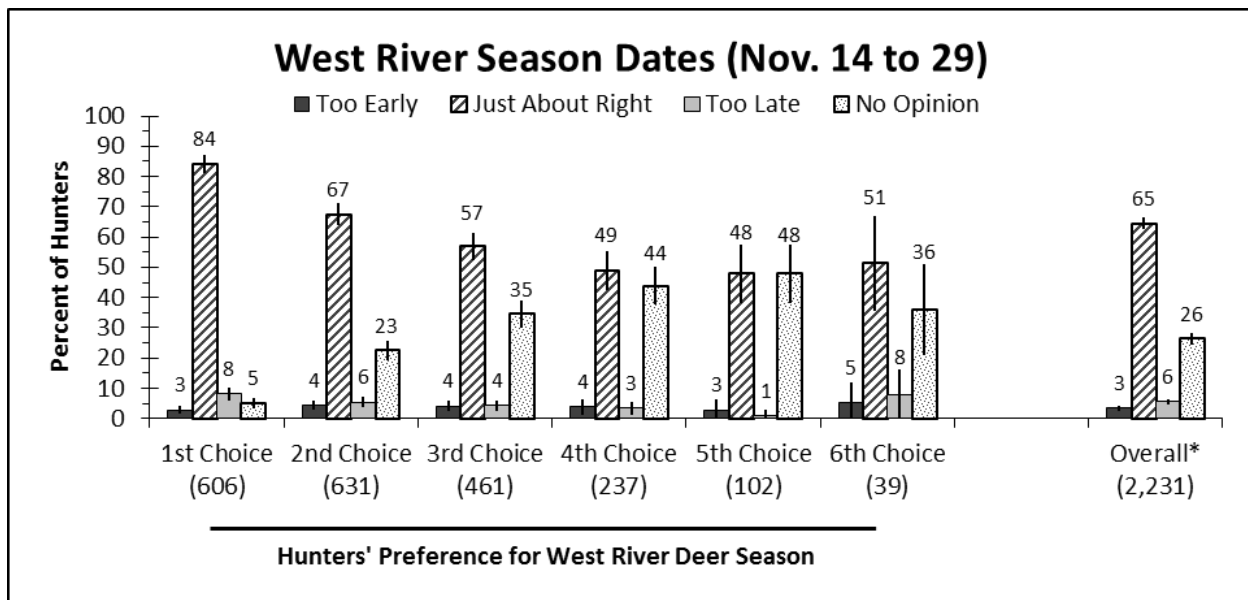 West River Season Dates (Nov. 14 to 29)
Too Early Just About Right Too Late No Opinion
Percent of Hunters
100
90
80
70
60
50
40
30
20
10
0
3 84 8 5
4 67 6 23
4 57 4 35
4 49 3 44
3 48 1 48
5 51 8 36
3 65 6 26
1st Choice 2nd Choice 3rd Choice 4th Choice 5th Choice 6th Choice Overall*
(606) (631) (461) (237) (102) (39) (2,231)
Hunters' Preference for West River Deer Season